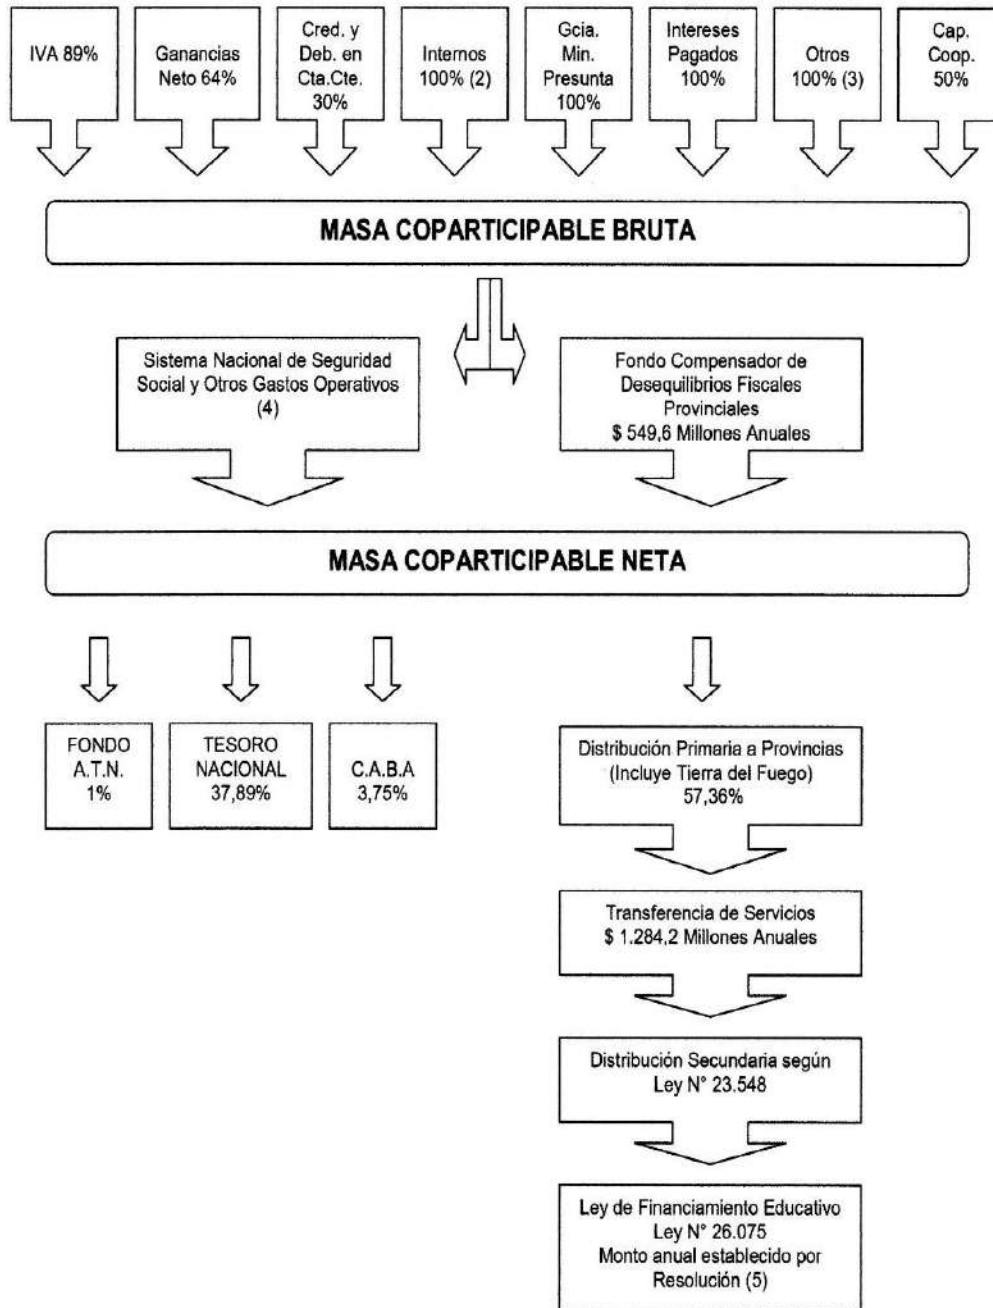 IVA 89%
Ganancias
Neto 64%
Cred. y
Deb. en
Cta.Cte.
30%
Internos
100% (2)
Gcia.
Min.
Presunta
100%
Intereses
Pagados
100%
Otros
100% (3)
Cap.
Coop.
50%
MASA COPARTICIPABLE BRUTA
Sistema Nacional de Seguridad
Social y Otros Gastos Operativos
(4)
Fondo Compensador de
Desequilibrios Fiscales
Provinciales
$ 549,6 Millones Anuales
MASA COPARTICIPABLE NETA
FONDO
A.T.N.
1%
TESORO
NACIONAL
37,89%
C.A.B.A
3,75%
Distribución Primaria a Provincias
(Incluye Tierra del Fuego)
57,36%
Transferencia de Servicios
$ 1.284,2 Millones Anuales
Distribución Secundaria según
Ley N° 23.548
Ley de Financiamiento Educativo
Ley N° 26.075
Monto anual establecido por
Resolución (5)